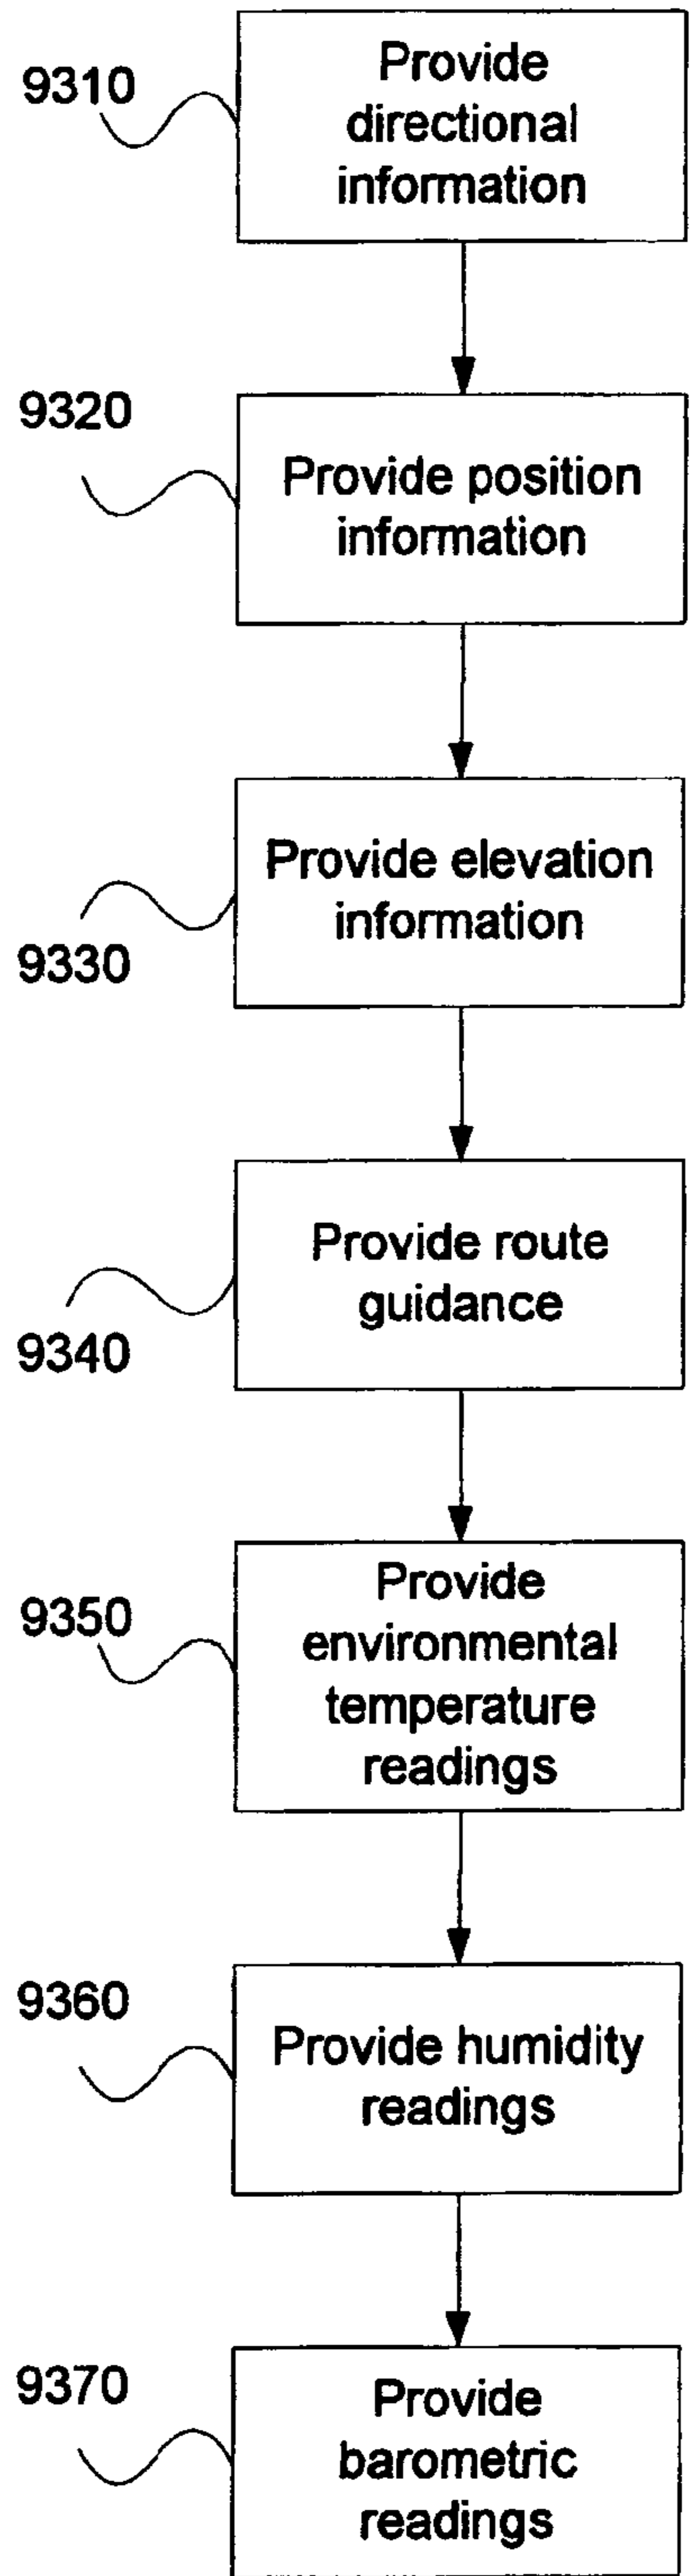 9310
Provide
directional
information
9320
Provide position
information
Provide elevation
information
9330
Provide route
guidance
9340
Provide
environmental
temperature
readings
9350
9360
Provide humidity
readings
9370
Provide
barometric
readings